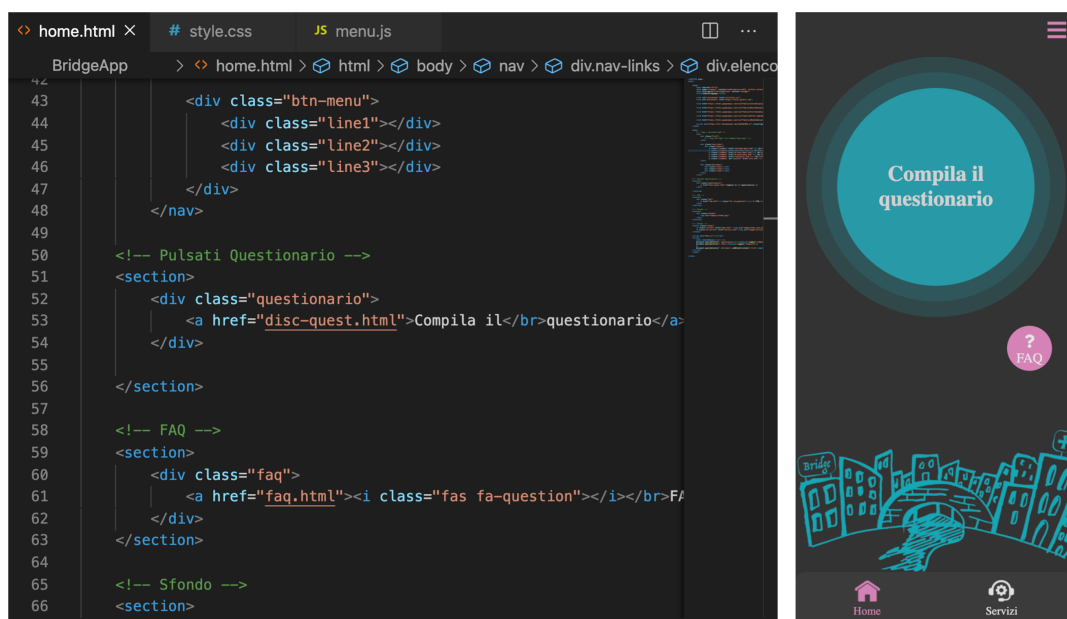 home.html
style.css
JS menu.js
BridgeApp > home.html > html > body > nav > div.nav-links > div.elenco
42
43 <div class="btn-menu">
44 <div class="line1"></div>
45 <div class="line2"></div>
46 <div class="line3"></div>
47 </div>
48 </nav>
49
50 <!-- Pulsati Questionario -->
51 <section>
52 <div class="questionario">
53 <a href="disc-quest.html">Compila il</br>questionario</a>
54 </div>
55
56 </section>
57
58 <!-- FAQ -->
59 <section>
60 <div class="faq">
61 <a href="faq.html"><i class="fas fa-question"></i></br>FA
62 </div>
63 </section>
64
65 <!-- Sfondo -->
66 <section>
Compila il
questionario
?
FAQ
Bridge
Home
Servizi